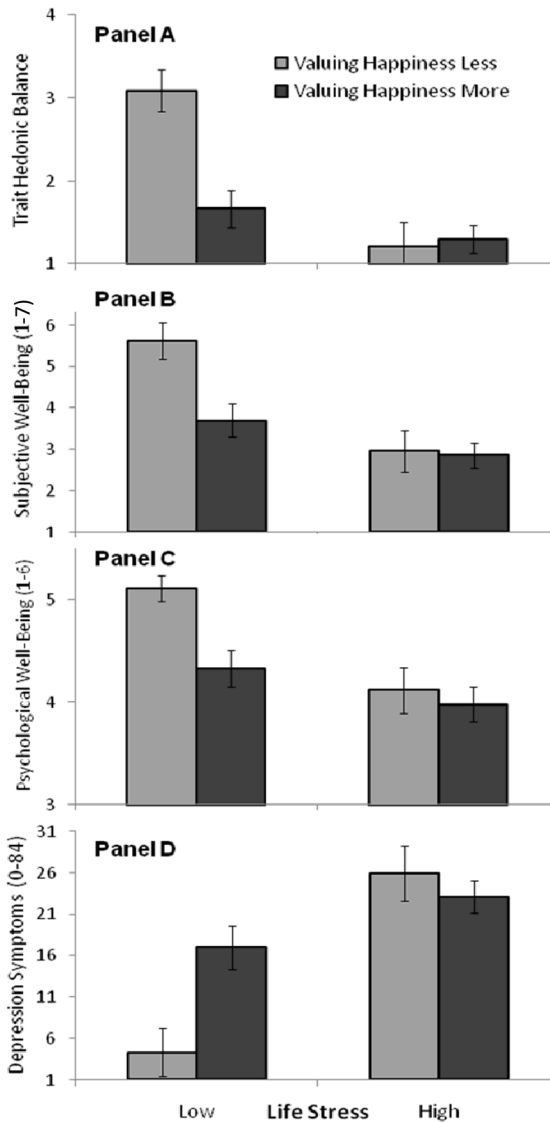 Panel A
Valuing Happiness Less
Valuing Happiness More
Trait Hedonic Balance
4
3
2
1
Panel B
Subjective Well-Being (1-7)
6
5
4
3
2
1
Panel C
Psychological Well-Being (1-6)
5
4
3
Panel D
Depression Symptoms (0-84)
31
26
21
16
11
6
1
Low Life Stress High